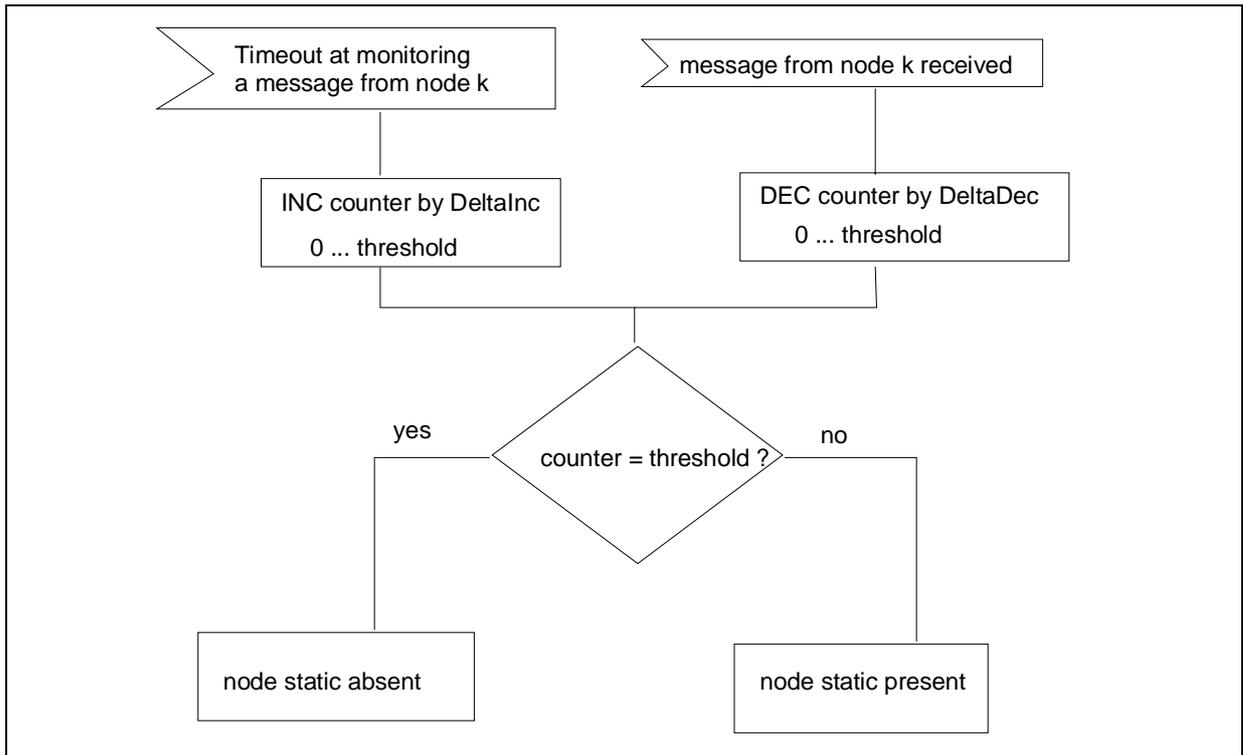 Timeout at monitoring
a message from node k
message from node k received
INC counter by DeltaInc
0 ... threshold
DEC counter by DeltaDec
0 ... threshold
counter = threshold ?
yes
no
node static absent
node static present